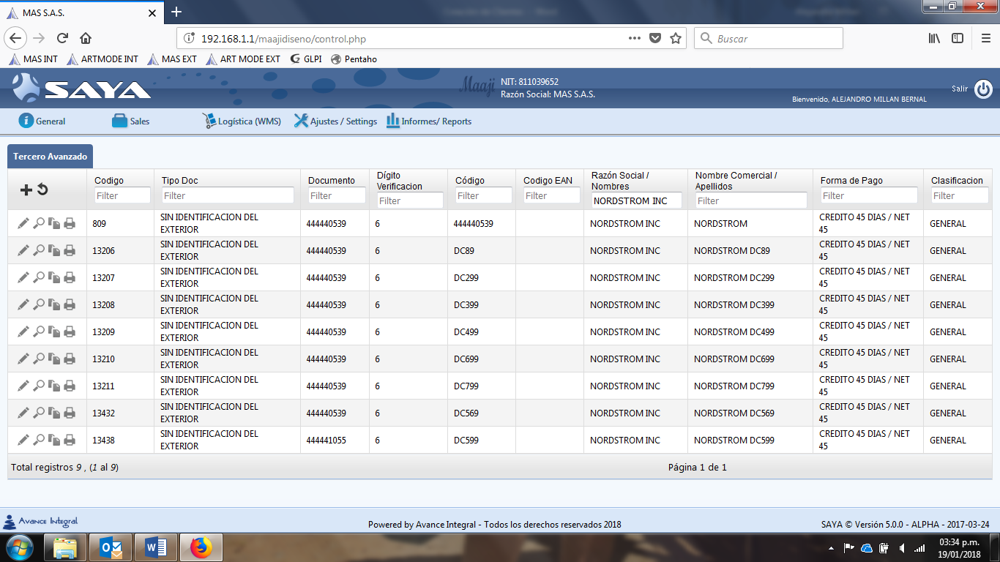 MAS S.A.S.
192.168.1.1/maajidiseno/control.php
Buscar
MAS INT ARTMODE INT MAS EXT ART MODE EXT GLPI Pentaho
SAYA
Maaji
NIT: 811039652
Razón Social: MAS S.A.S.
Bienvenido, ALEJANDRO MILLAN BERNAL
Salir
General Sales Logística (WMS) Ajustes / Settings Informes/ Reports
Tercero Avanzado
Codigo Tipo Doc Documento Dígito Verificacion Código Codigo EAN Razón Social / Nombres Nombre Comercial / Apellidos Forma de Pago Clasificacion
Filter Filter Filter Filter Filter Filter NORDSTROM INC Filter Filter Filter
809 SIN IDENTIFICACION DEL EXTERIOR 444440539 6 444440539 NORDSTROM INC NORDSTROM CREDITO 45 DIAS / NET 45 GENERAL
13206 SIN IDENTIFICACION DEL EXTERIOR 444440539 6 DC89 NORDSTROM INC NORDSTROM DC89 CREDITO 45 DIAS / NET 45 GENERAL
13207 SIN IDENTIFICACION DEL EXTERIOR 444440539 6 DC299 NORDSTROM INC NORDSTROM DC299 CREDITO 45 DIAS / NET 45 GENERAL
13208 SIN IDENTIFICACION DEL EXTERIOR 444440539 6 DC399 NORDSTROM INC NORDSTROM DC399 CREDITO 45 DIAS / NET 45 GENERAL
13209 SIN IDENTIFICACION DEL EXTERIOR 444440539 6 DC499 NORDSTROM INC NORDSTROM DC499 CREDITO 45 DIAS / NET 45 GENERAL
13210 SIN IDENTIFICACION DEL EXTERIOR 444440539 6 DC699 NORDSTROM INC NORDSTROM DC699 CREDITO 45 DIAS / NET 45 GENERAL
13211 SIN IDENTIFICACION DEL EXTERIOR 444440539 6 DC799 NORDSTROM INC NORDSTROM DC799 CREDITO 45 DIAS / NET 45 GENERAL
13432 SIN IDENTIFICACION DEL EXTERIOR 444440539 6 DC569 NORDSTROM INC NORDSTROM DC569 CREDITO 45 DIAS / NET 45 GENERAL
13438 SIN IDENTIFICACION DEL EXTERIOR 444441055 6 DC599 NORDSTROM INC NORDSTROM DC599 CREDITO 45 DIAS / NET 45 GENERAL
Total registros 9 , (1 al 9) Página 1 de 1
Avance Integral
Powered by Avance Integral - Todos los derechos reservados 2018
SAYA © Versión 5.0.0 - ALPHA - 2017-03-24
03:34 p.m.
19/01/2018